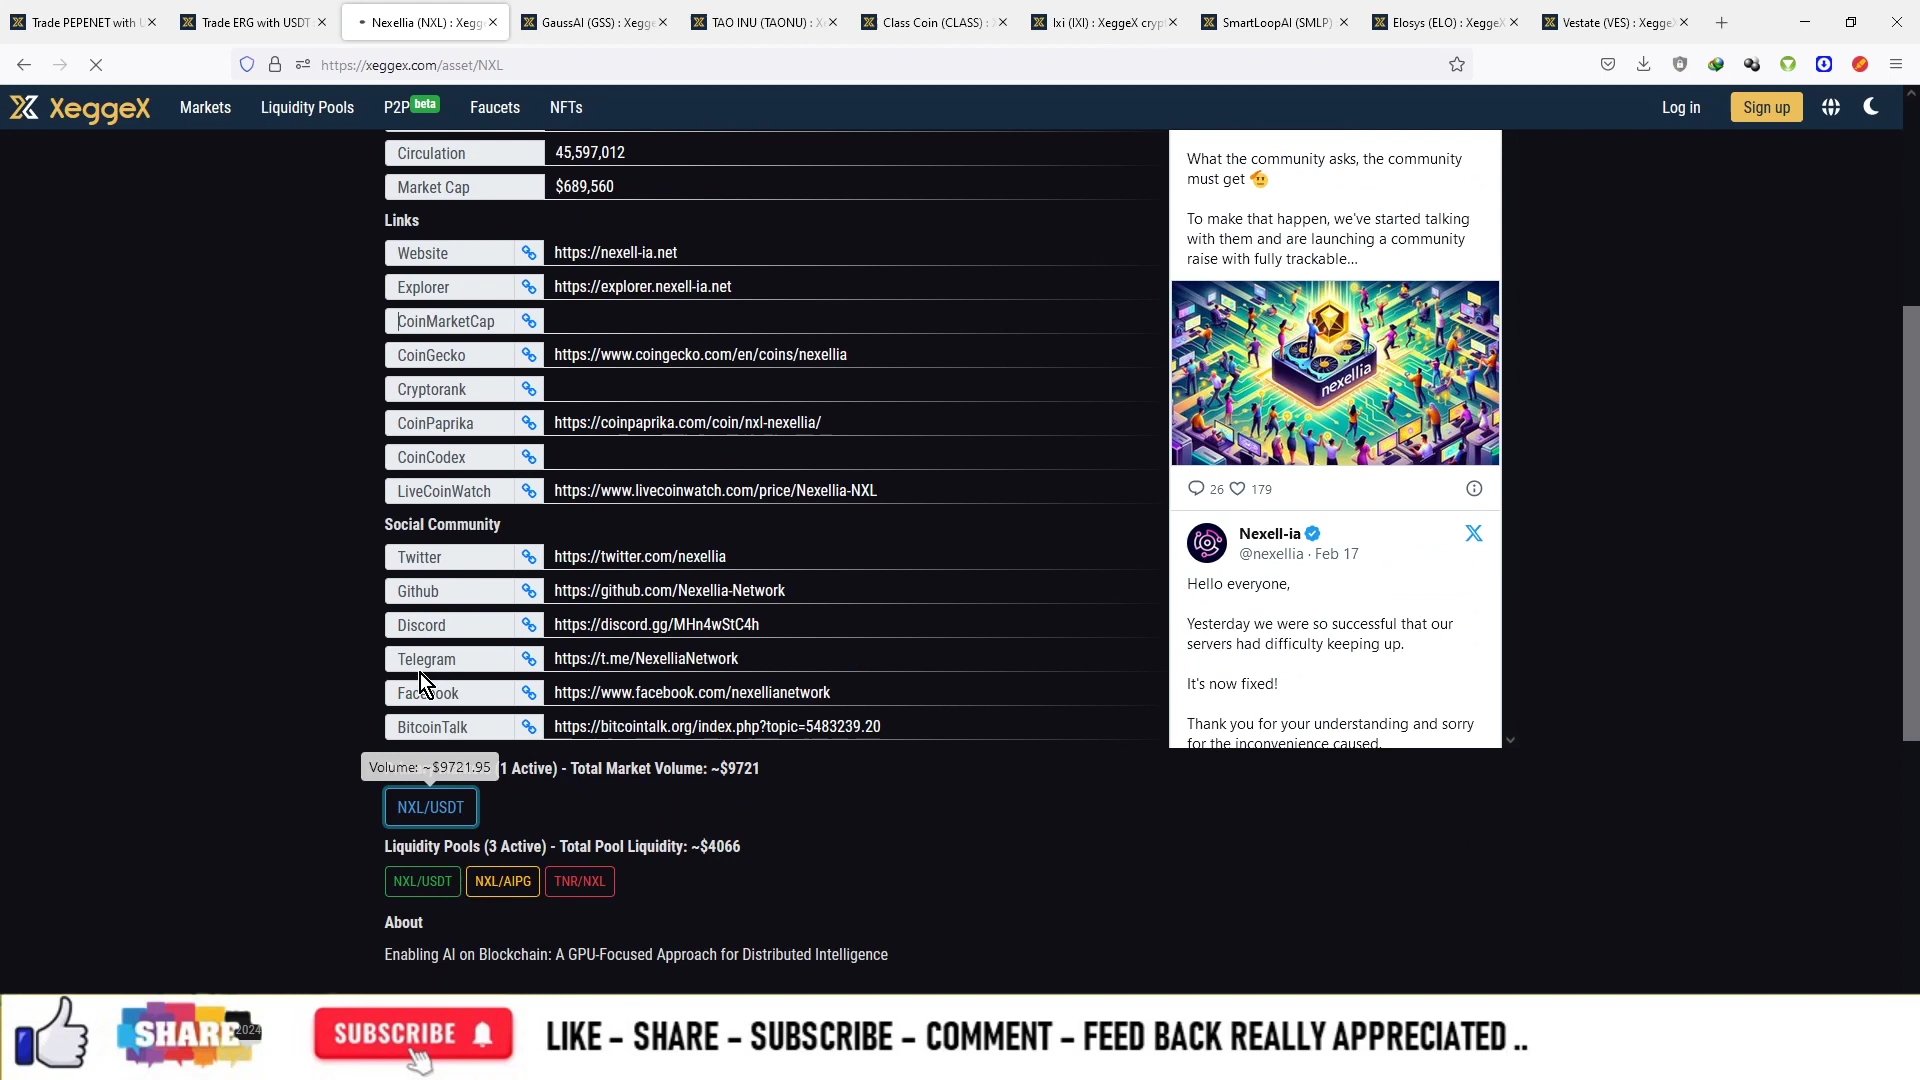 Trade PEPENET with U
Trade ERG with USDT :
Nexellia (NXL) : Xegg
GaussAI (GSS) : Xegge
TAO INU (TAONU) : X
Class Coin (CLASS) :
Ixi (IXI) : XeggeX crypt
SmartLoopAI (SMLP)
Elosys (ELO) : XeggeX
Vestate (VES) : Xegge
https://xeggex.com/asset/NXL
XeggeX
Markets
Liquidity Pools
P2P beta
Faucets
NFTs
Log in
Sign up
Circulation 45,597,012
Market Cap $689,560
Links
Website https://nexell-ia.net
Explorer https://explorer.nexell-ia.net
CoinMarketCap
CoinGecko https://www.coingecko.com/en/coins/nexellia
Cryptorank
CoinPaprika https://coinpaprika.com/coin/nxl-nexellia/
CoinCodex
LiveCoinWatch https://www.livecoinwatch.com/price/Nexellia-NXL
Social Community
Twitter https://twitter.com/nexellia
Github https://github.com/Nexellia-Network
Discord https://discord.gg/MHn4wStC4h
Telegram https://t.me/NexelliaNetwork
Facebook https://www.facebook.com/nexellianetwork
BitcoinTalk https://bitcointalk.org/index.php?topic=5483239.20
Volume: ~$9721.95
(1 Active) - Total Market Volume: ~$9721
NXL/USDT
Liquidity Pools (3 Active) - Total Pool Liquidity: ~$4066
NXL/USDT NXL/AIPG TNR/NXL
About
Enabling AI on Blockchain: A GPU-Focused Approach for Distributed Intelligence
What the community asks, the community
must get
To make that happen, we've started talking
with them and are launching a community
raise with fully trackable...
nexellia
26 179
Nexell-ia
@nexellia · Feb 17
Hello everyone,
Yesterday we were so successful that our
servers had difficulty keeping up.
It's now fixed!
Thank you for your understanding and sorry
for the inconvenience caused.
SHARE
2024
SUBSCRIBE
LIKE – SHARE – SUBSCRIBE – COMMENT – FEED BACK REALLY APPRECIATED ..